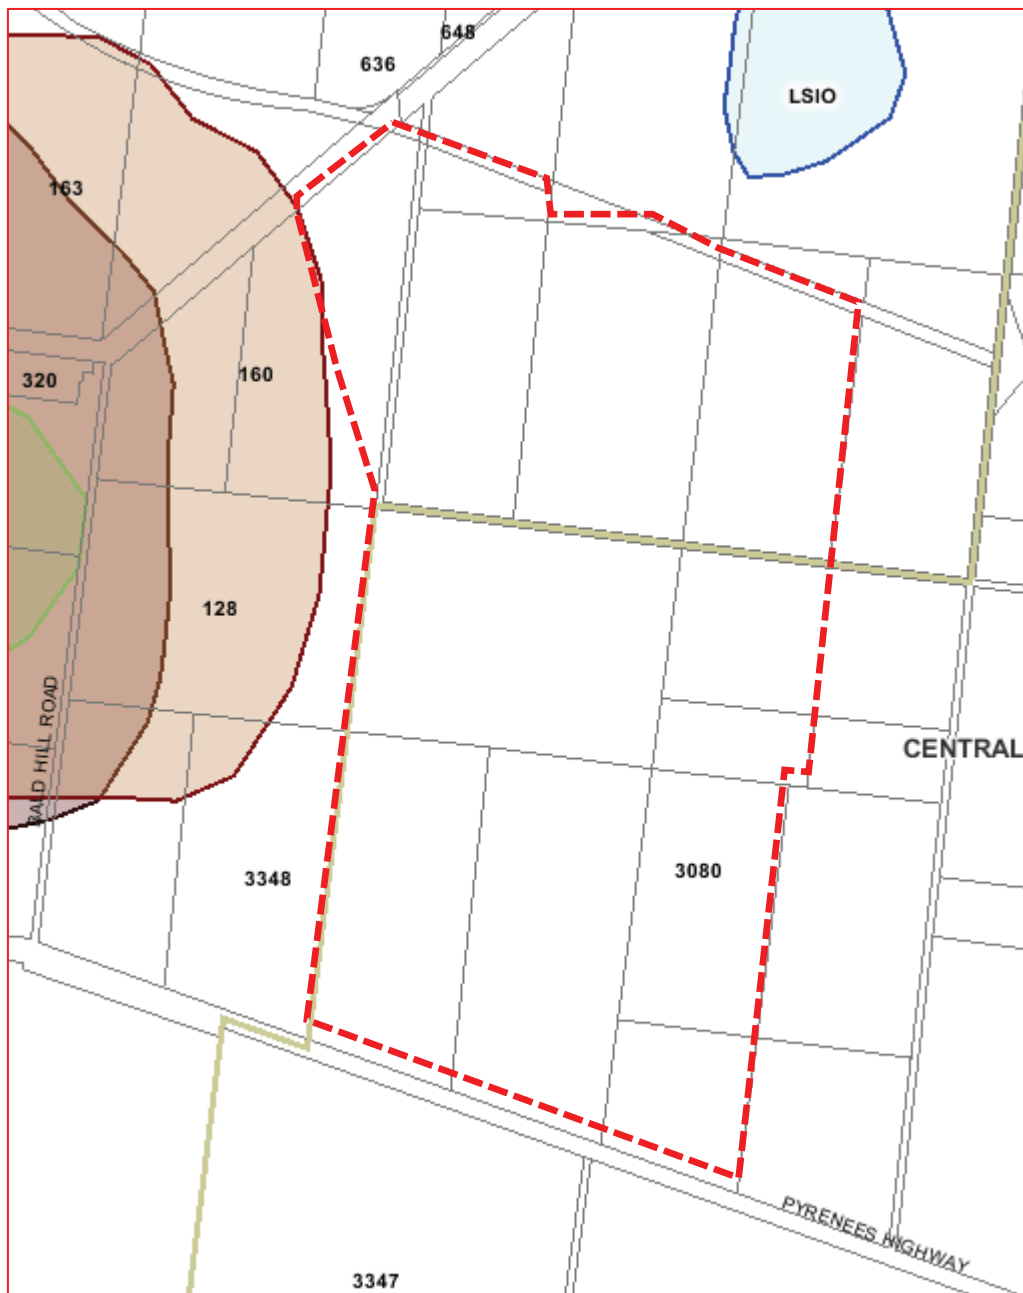 648
636
LSIO
163
320
160
128
BALD HILL ROAD
CENTRAL
3348
3080
PYRENEES HIGHWAY
3347